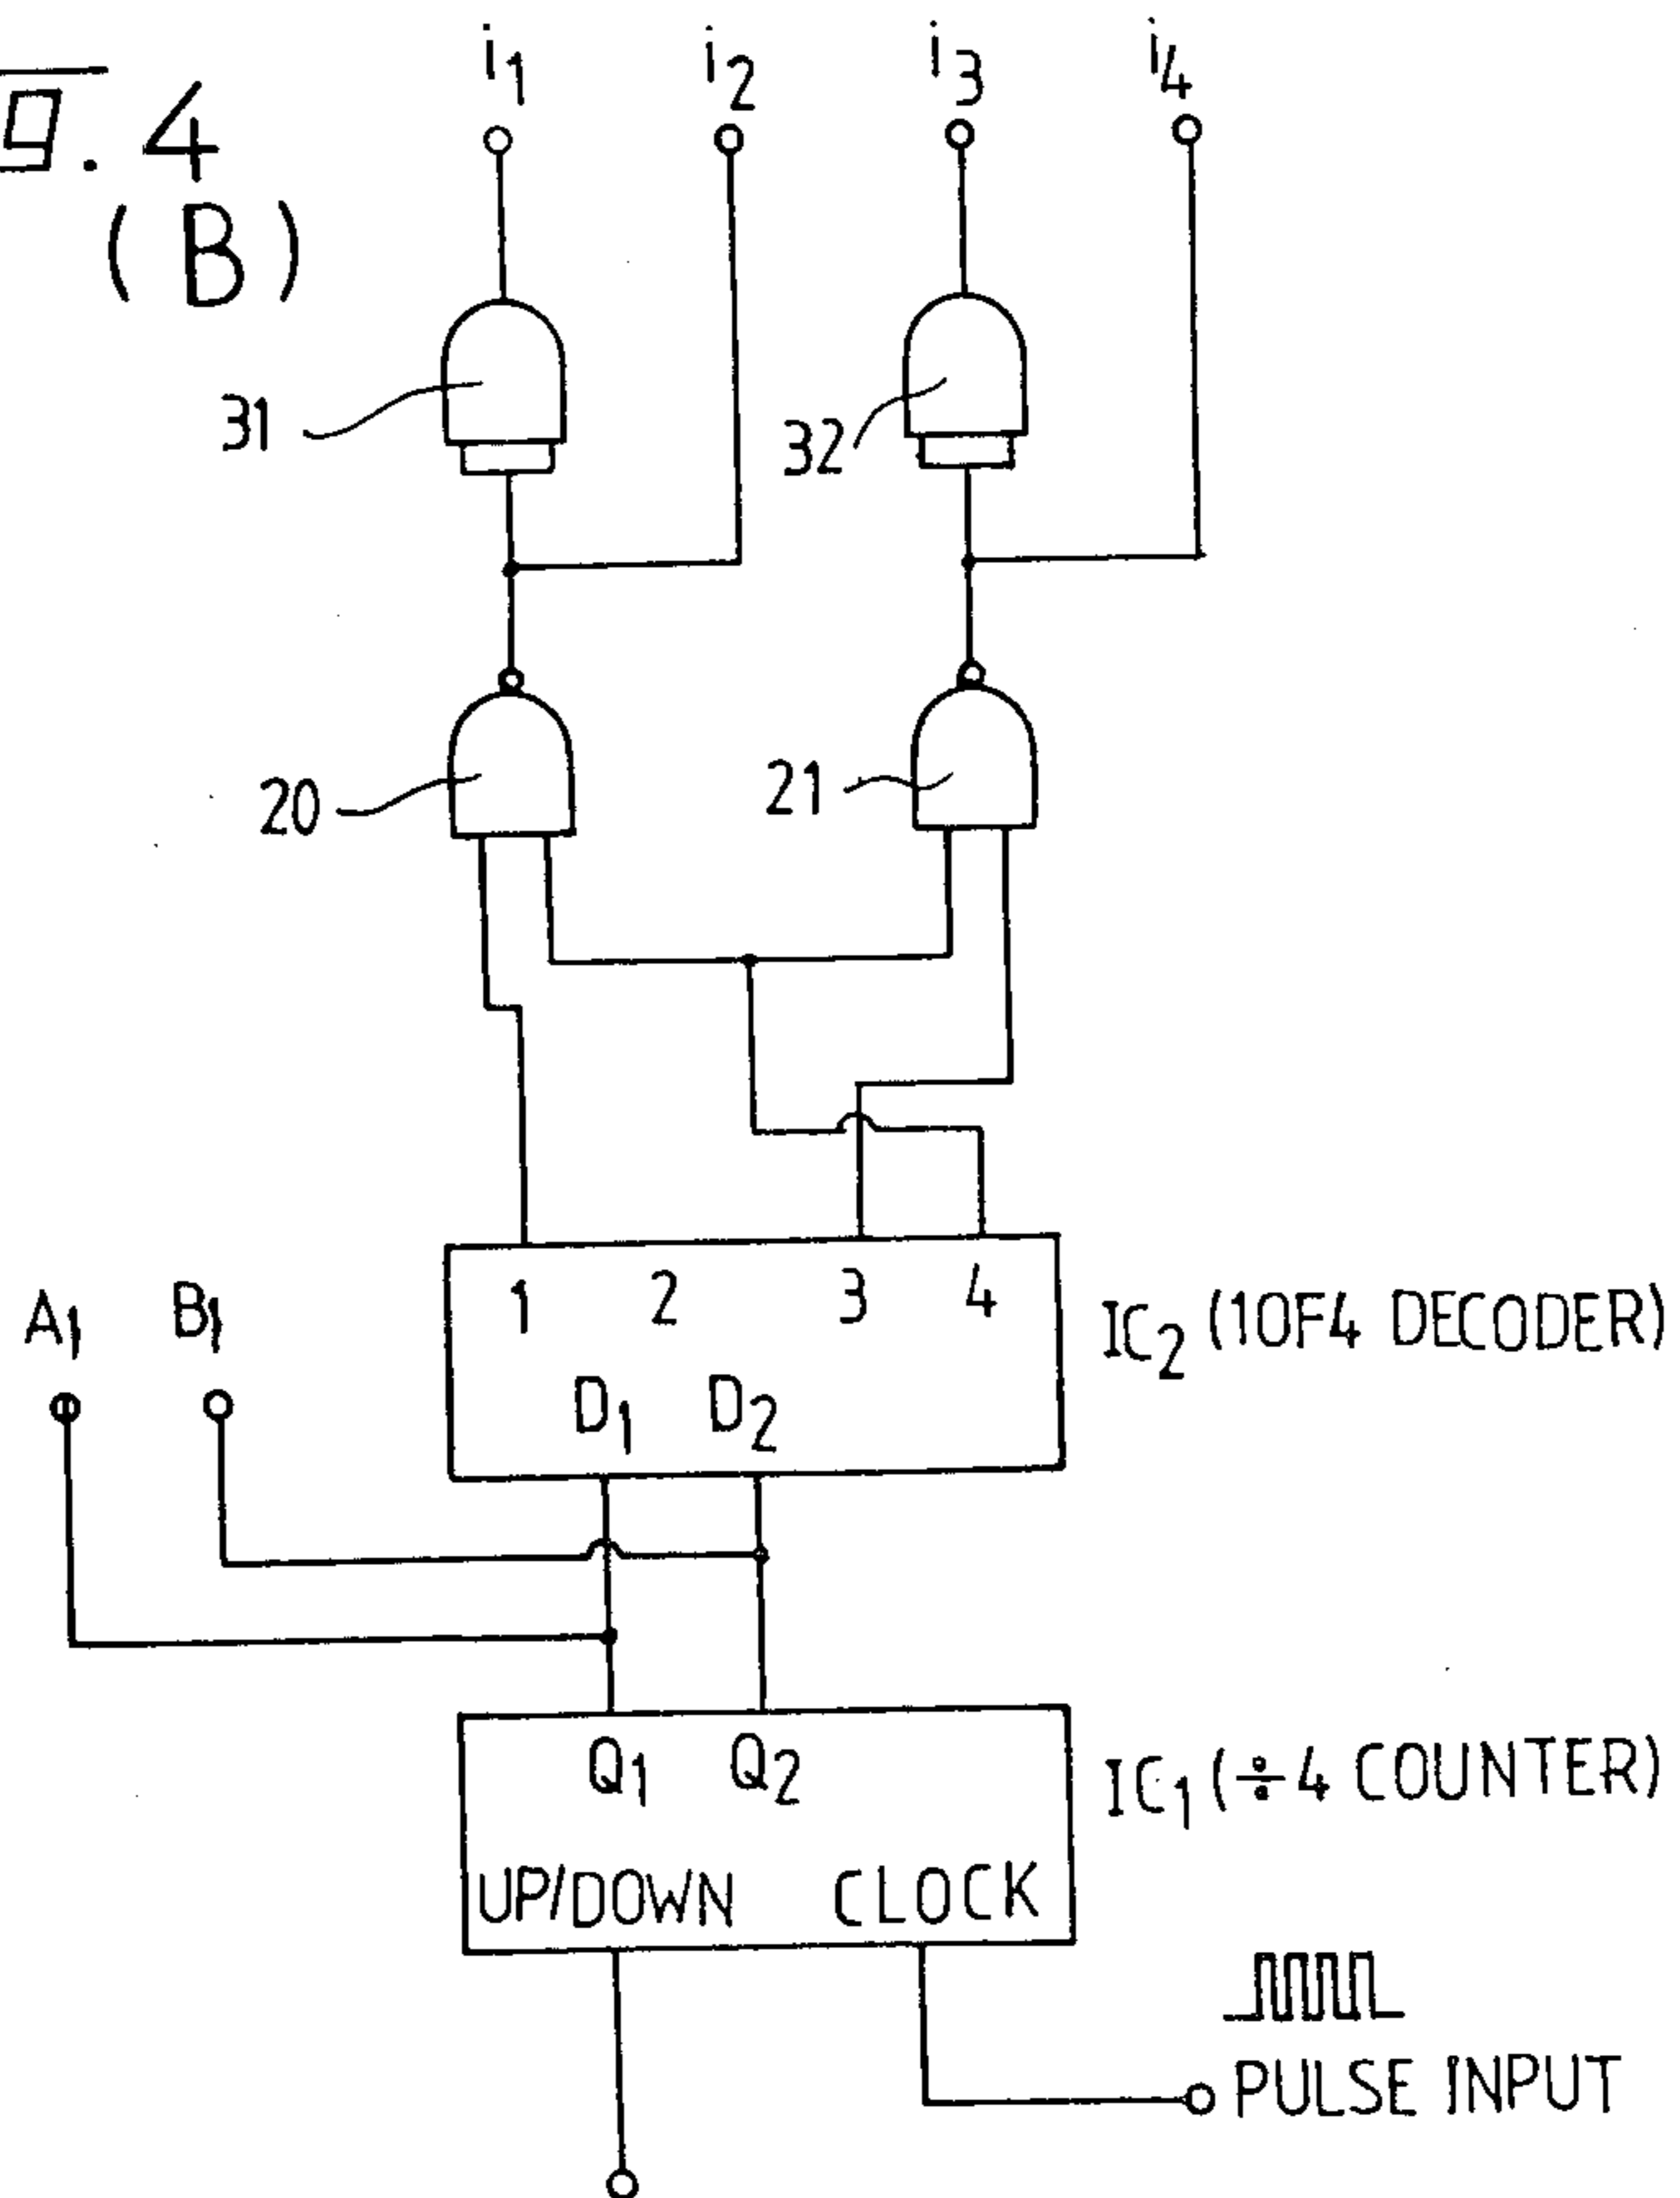 i1 i2 i3 i4
. 4
(B)
31
32
20
21
1 2 3 4
D1 D2
IC2 (1OF4 DECODER)
A1 B1
Q1 Q2
IC1 (÷4 COUNTER)
UP/DOWN CLOCK
PULSE INPUT